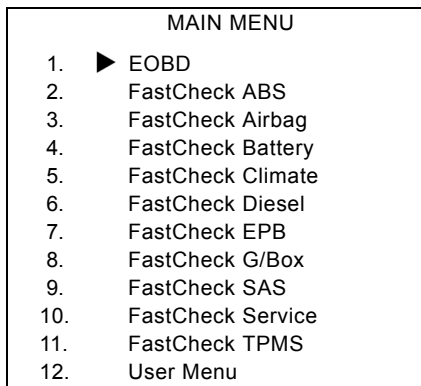 MAIN MENU
1. ▶ EOBD
2. FastCheck ABS
3. FastCheck Airbag
4. FastCheck Battery
5. FastCheck Climate
6. FastCheck Diesel
7. FastCheck EPB
8. FastCheck G/Box
9. FastCheck SAS
10. FastCheck Service
11. FastCheck TPMS
12. User Menu